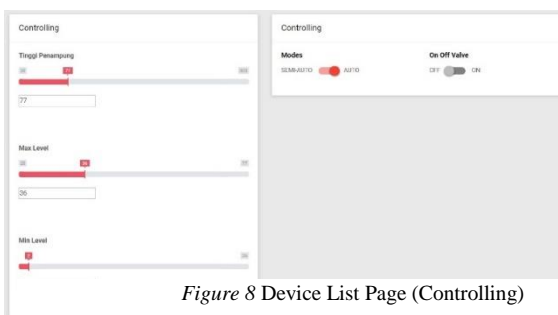 Controlling
Tinggi Penampung
77
77
Max Level
36
77
36
Min Level
Controlling
Modes
On Off Valve
SEMI-AUTO AUTO
OFF ON
Figure 8 Device List Page (Controlling)